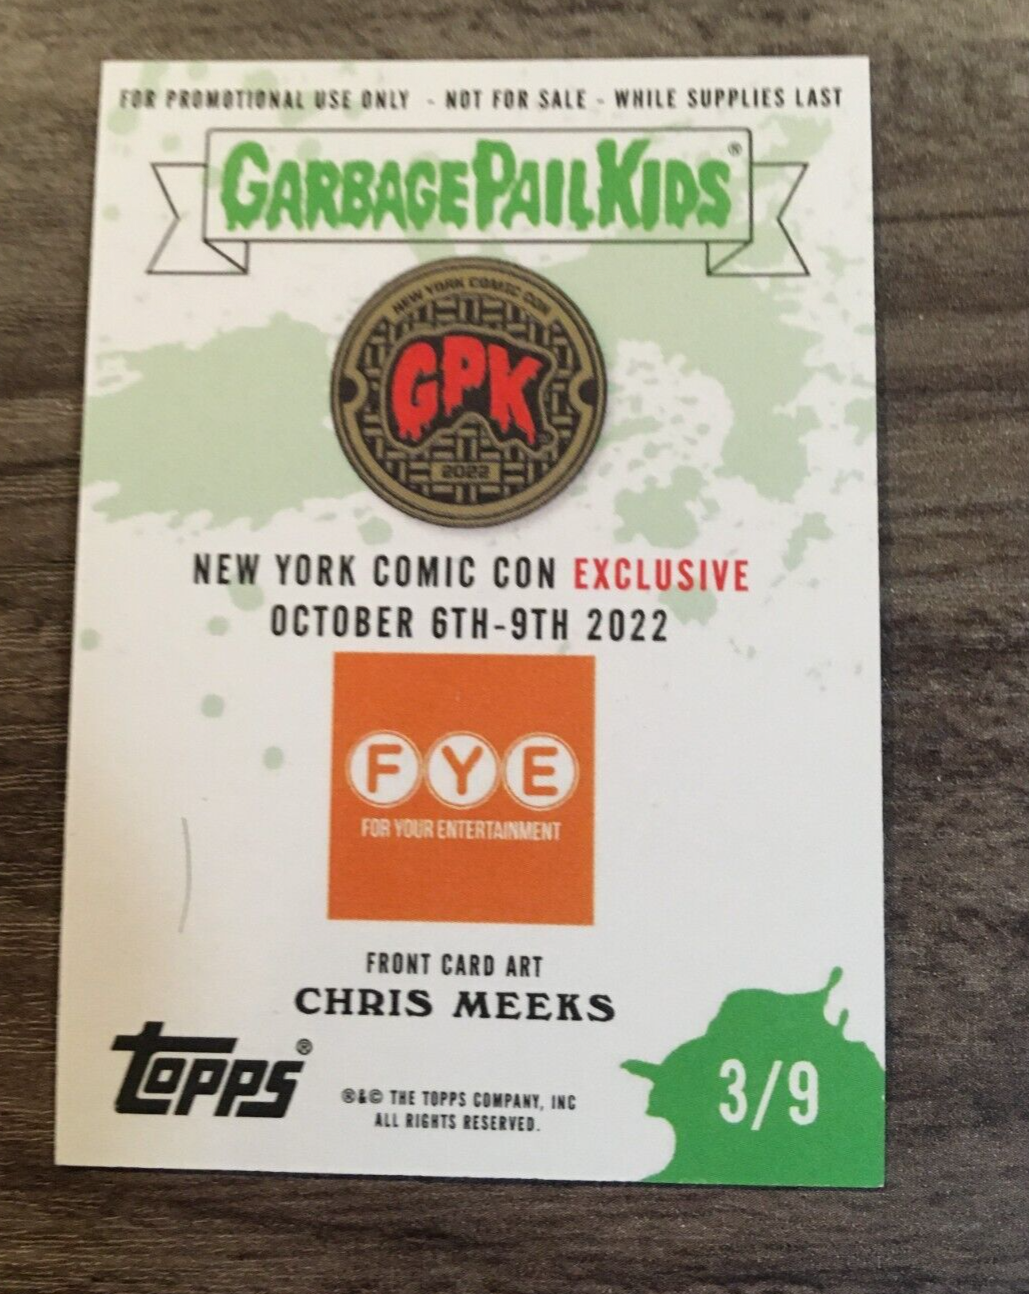 FOR PROMOTIONAL USE ONLY - NOT FOR SALE - WHILE SUPPLIES LAST
GARBAGE PAIL KIDS®
NEW YORK COMIC CON
GPK
2022
NEW YORK COMIC CON EXCLUSIVE
OCTOBER 6TH-9TH 2022
FYE
FOR YOUR ENTERTAINMENT
FRONT CARD ART
CHRIS MEEKS
topps®
®&© THE TOPPS COMPANY, INC
ALL RIGHTS RESERVED.
3/9